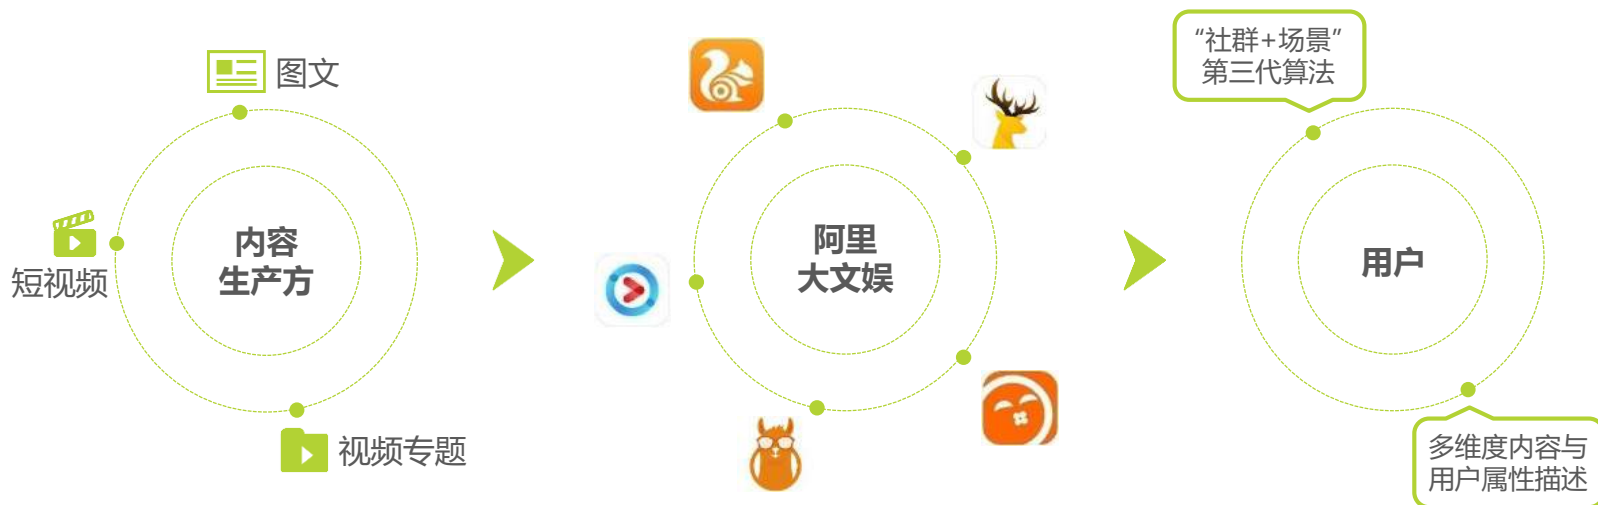 图文
短视频
内容
生产方
视频专题
阿里
大文娱
“社群+场景”
第三代算法
用户
多维度内容与
用户属性描述